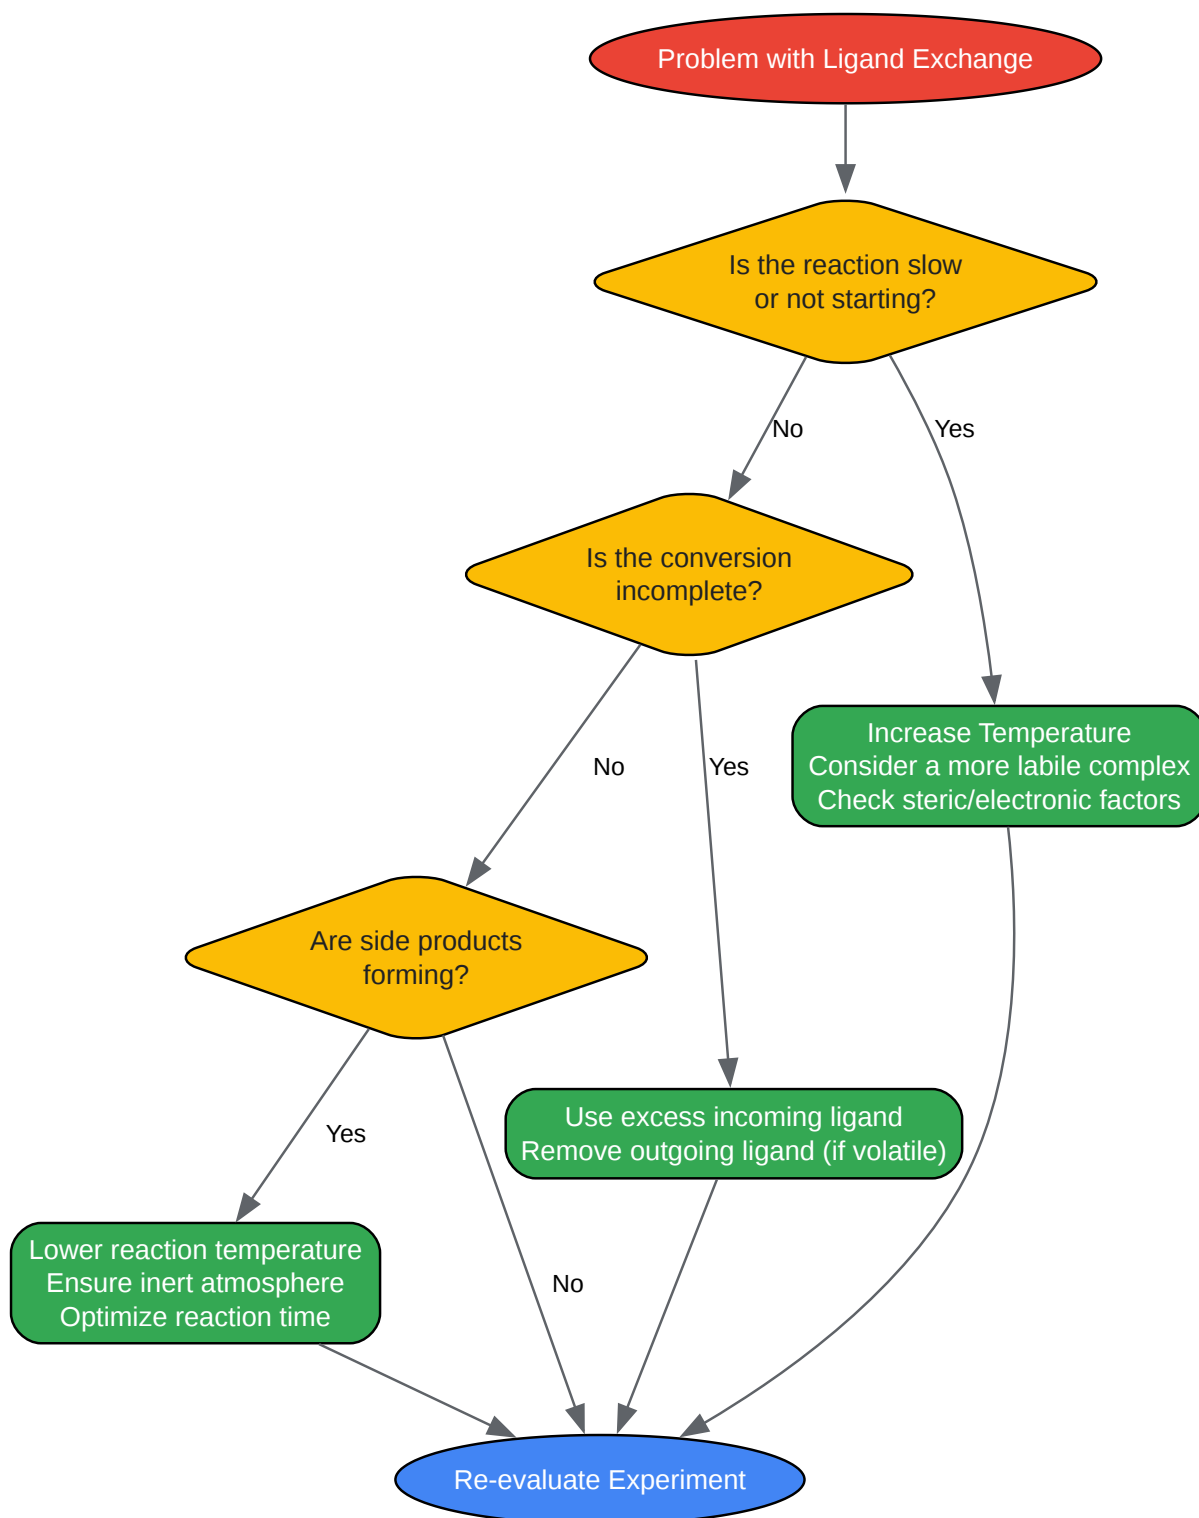 Problem with Ligand Exchange
Is the reaction slow
or not starting?
No
Yes
Is the conversion
incomplete?
No
Yes
Increase Temperature
Consider a more labile complex
Check steric/electronic factors
Are side products
forming?
Yes
No
Use excess incoming ligand
Remove outgoing ligand (if volatile)
Lower reaction temperature
Ensure inert atmosphere
Optimize reaction time
Re-evaluate Experiment